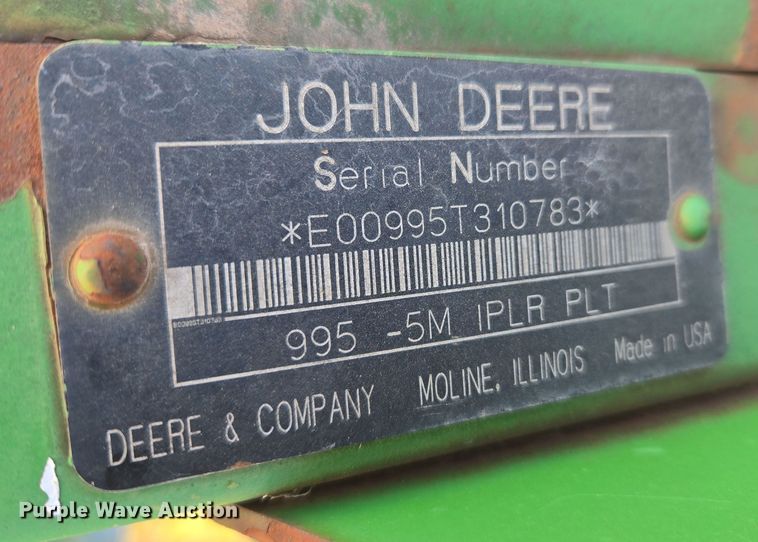 JOHN DEERE
Serial Number
*E00995T310783*
995 -5M IPLR PLT
DEERE & COMPANY MOLINE, ILLINOIS Made in USA
Purple Wave Auction